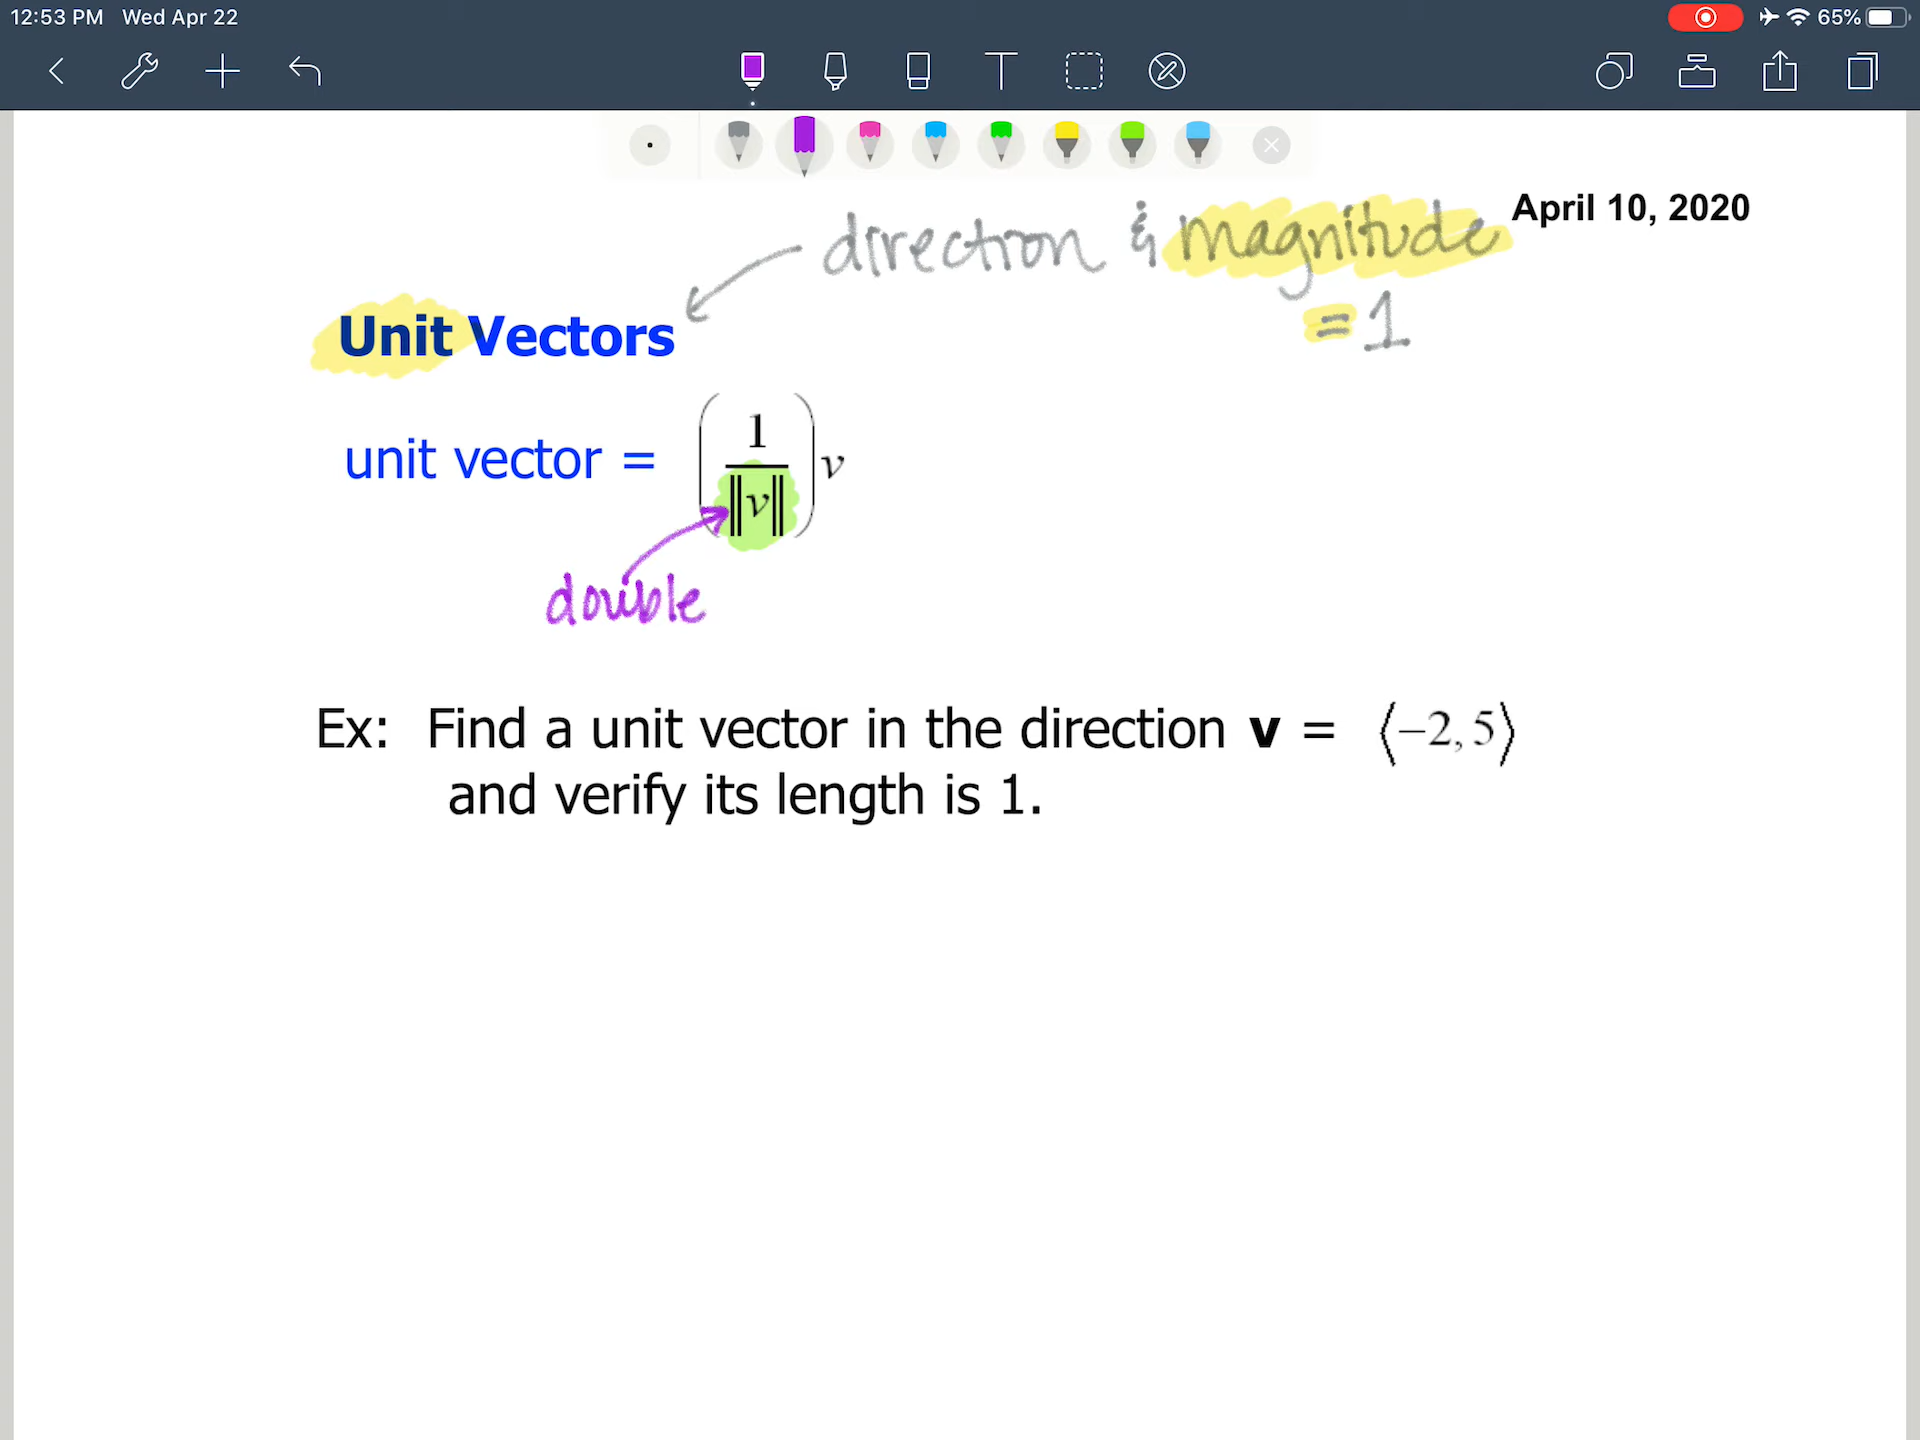 12:53 PM Wed Apr 22
65%
direction & magnitude
April 10, 2020
= 1
Unit Vectors
unit vector = (1/‖v‖) v
double
Ex: Find a unit vector in the direction v = ⟨−2, 5⟩
and verify its length is 1.